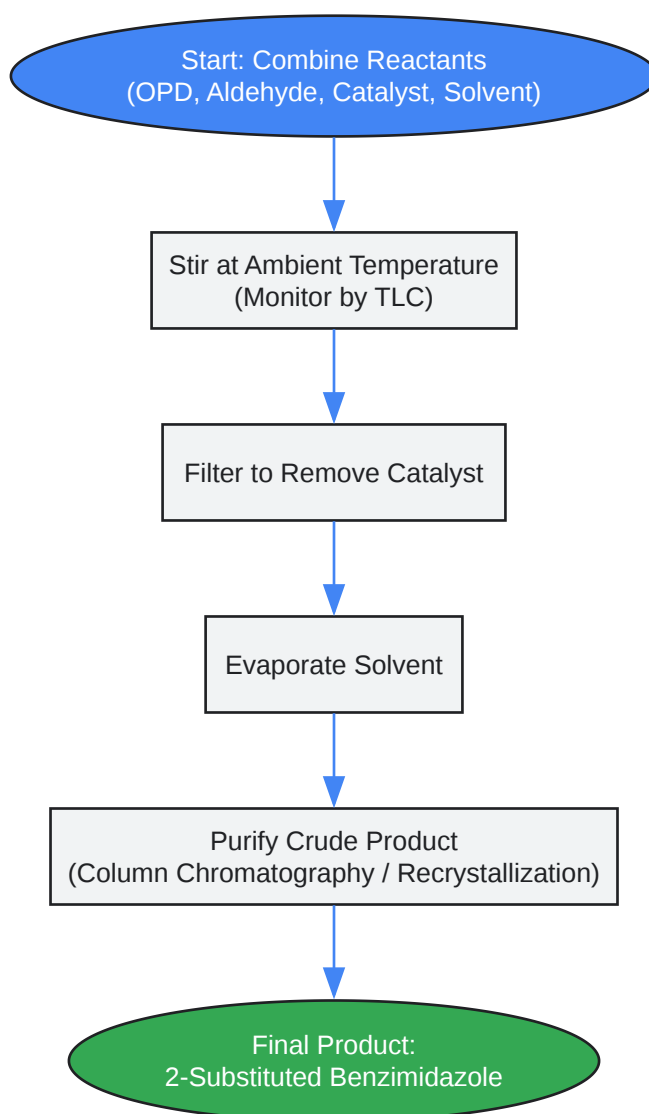 Start: Combine Reactants
(OPD, Aldehyde, Catalyst, Solvent)
Stir at Ambient Temperature
(Monitor by TLC)
Filter to Remove Catalyst
Evaporate Solvent
Purify Crude Product
(Column Chromatography / Recrystallization)
Final Product:
2-Substituted Benzimidazole